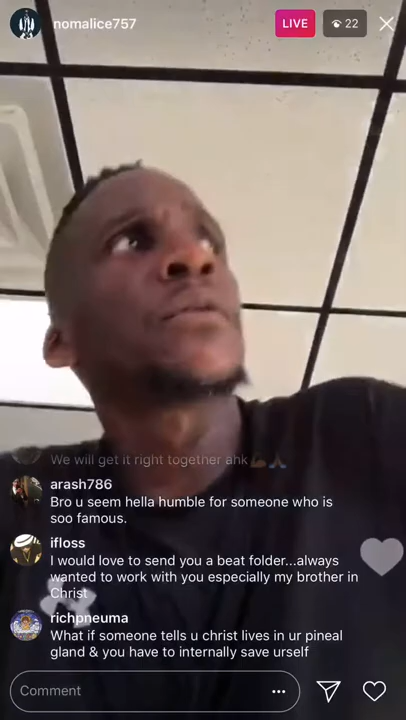 nomalice757
LIVE
22
We will get it right together ahk💪🏾🙏🏾
arash786
Bro u seem hella humble for someone who is
soo famous.
ifloss
I would love to send you a beat folder...always
wanted to work with you especially my brother in
Christ
richpneuma
What if someone tells u christ lives in ur pineal
gland & you have to internally save urself
Comment